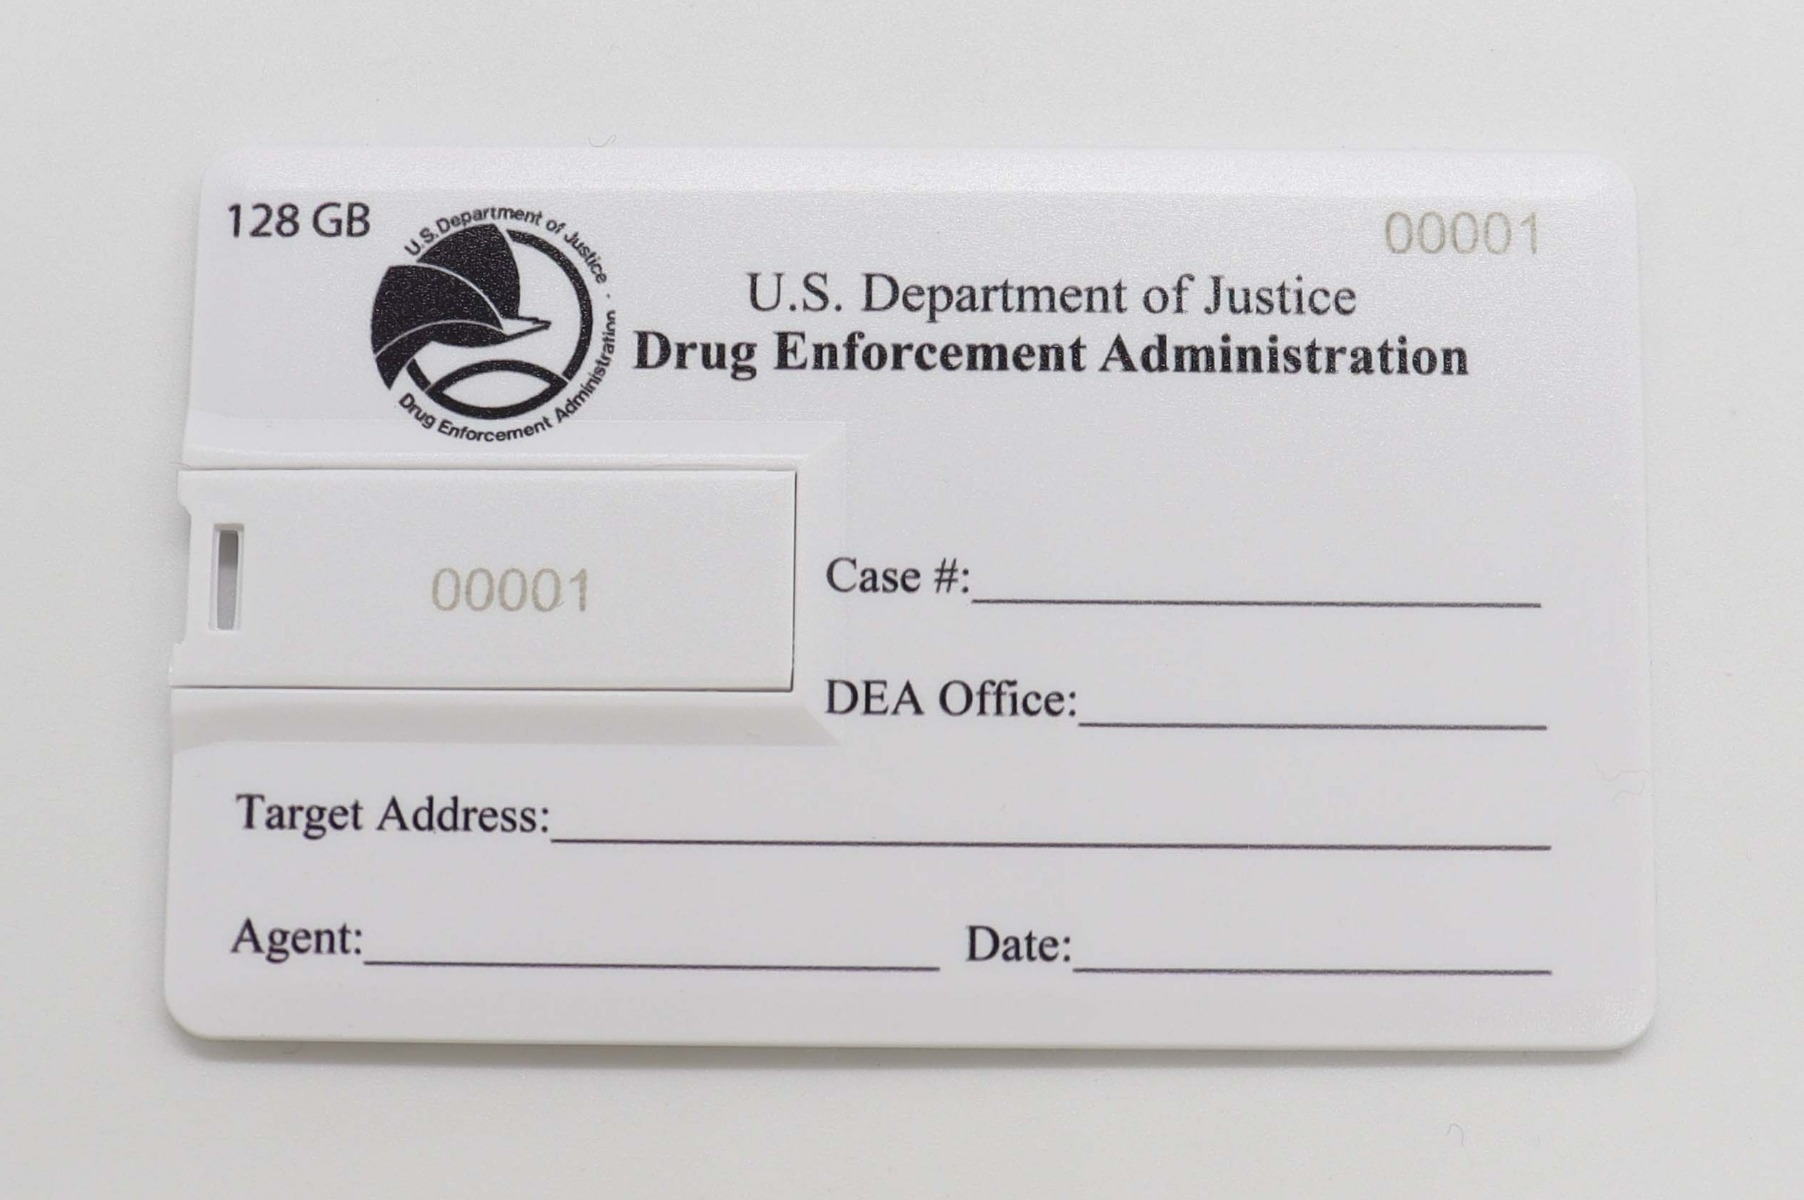 128 GB
U.S. Department of Justice · Drug Enforcement Administration
00001
U.S. Department of Justice
Drug Enforcement Administration
00001
Case #:
DEA Office:
Target Address:
Agent: Date: